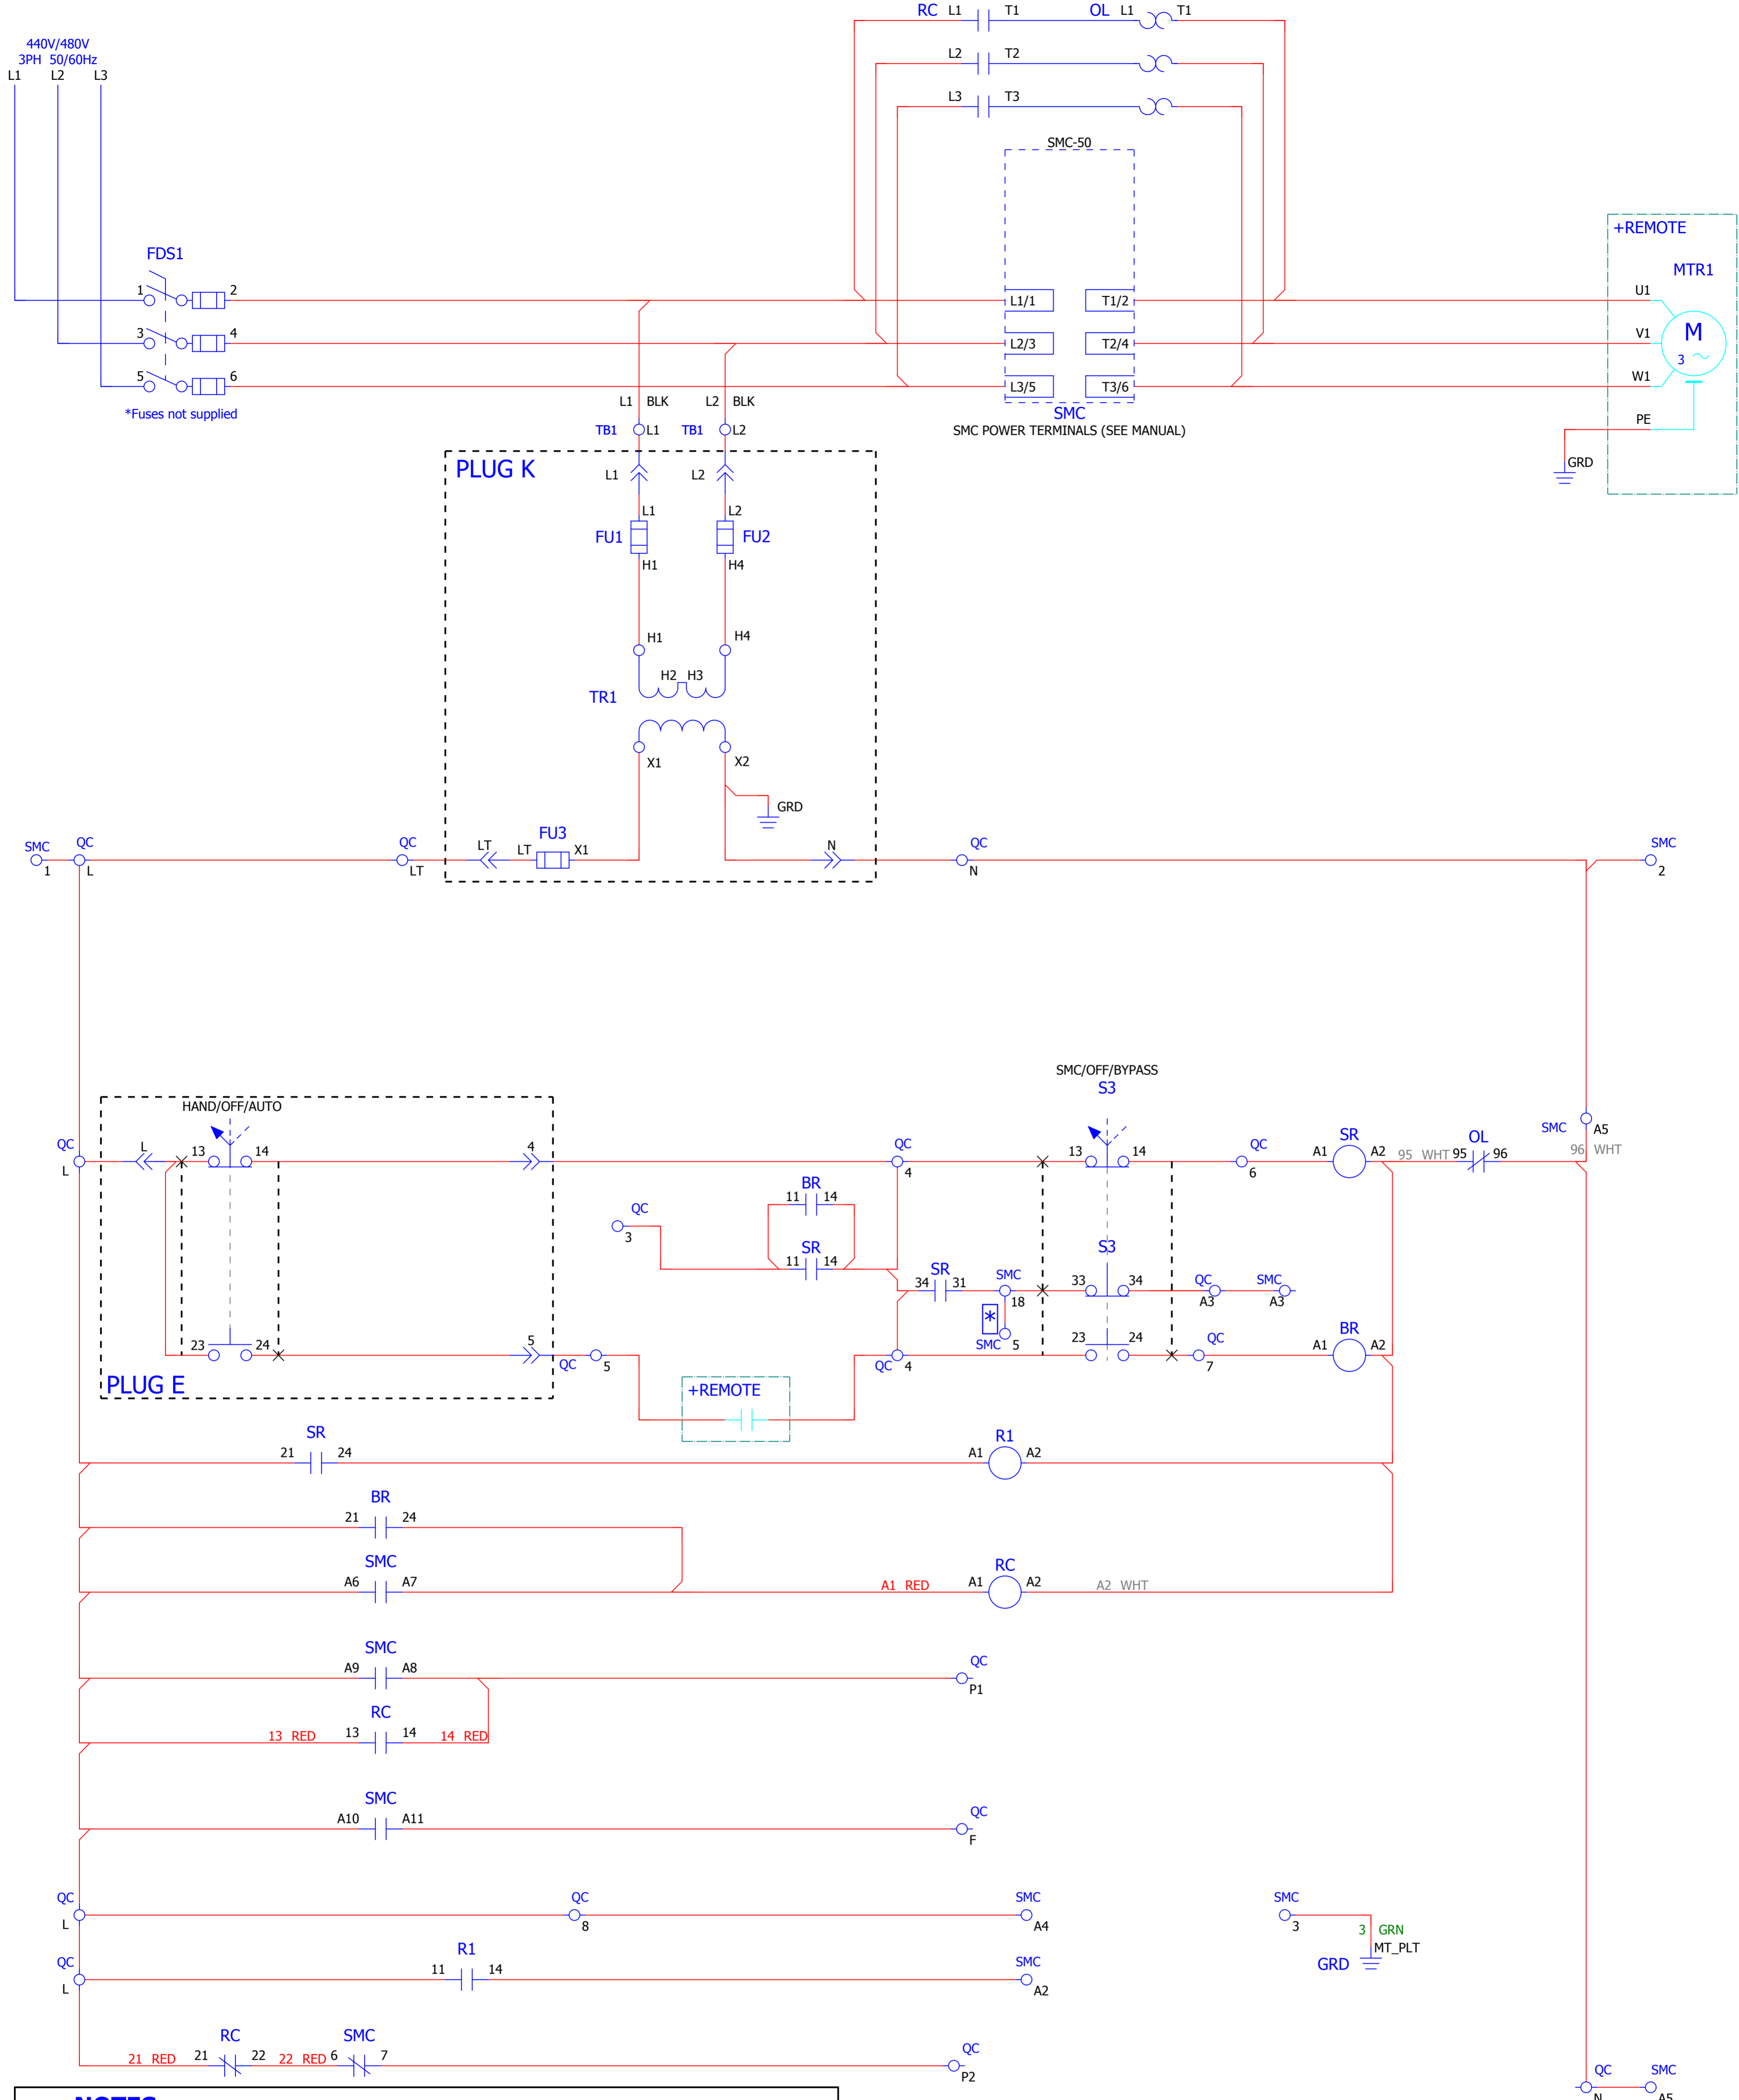 RC L1 T1 OL L1 T1
440V/480V
3PH 50/60Hz
L1 L2 L3
L2 T2
L3 T3
SMC-50
+REMOTE
FDS1
MTR1
1 2 L1/1 T1/2 U1
3 4 L2/3 T2/4 V1 M
3
5 6 L3/5 T3/6 W1
*Fuses not supplied
L1 BLK L2 BLK
SMC
PE
TB1 L1 TB1 L2
SMC POWER TERMINALS (SEE MANUAL)
GRD
PLUG K
L1 L2
L1 L2
FU1 FU2
H1 H4
H1 H4
H2 H3
TR1
X1 X2
GRD
FU3
SMC QC QC LT LT X1 N QC SMC
1 L LT N 2
SMC/OFF/BYPASS
S3
HAND/OFF/AUTO
SMC A5
QC L 13 14 4 QC 13 14 QC SR OL
L 4 6 A1 A2 95 WHT 95 96 96 WHT
BR
11 14
QC
3
SR
11 14
S3
SR
34 31 SMC 33 34 QC SMC
18 A3 A3
*
SMC 5
23 24 5 QC 5 QC 4 23 24 QC 7 BR
A1 A2
PLUG E
+REMOTE
SR R1
21 24 A1 A2
BR
21 24
SMC RC
A6 A7 A1 RED A1 A2 A2 WHT
SMC QC
A9 A8 P1
RC
13 RED 13 14 14 RED
SMC QC
A10 A11 F
QC QC SMC SMC
L 8 A4 3
3 GRN
MT_PLT
GRD
QC R1 SMC
L 11 14 A2
RC SMC QC
21 RED 21 22 22 RED 6 7 P2
QC SMC
N A5
NOTES